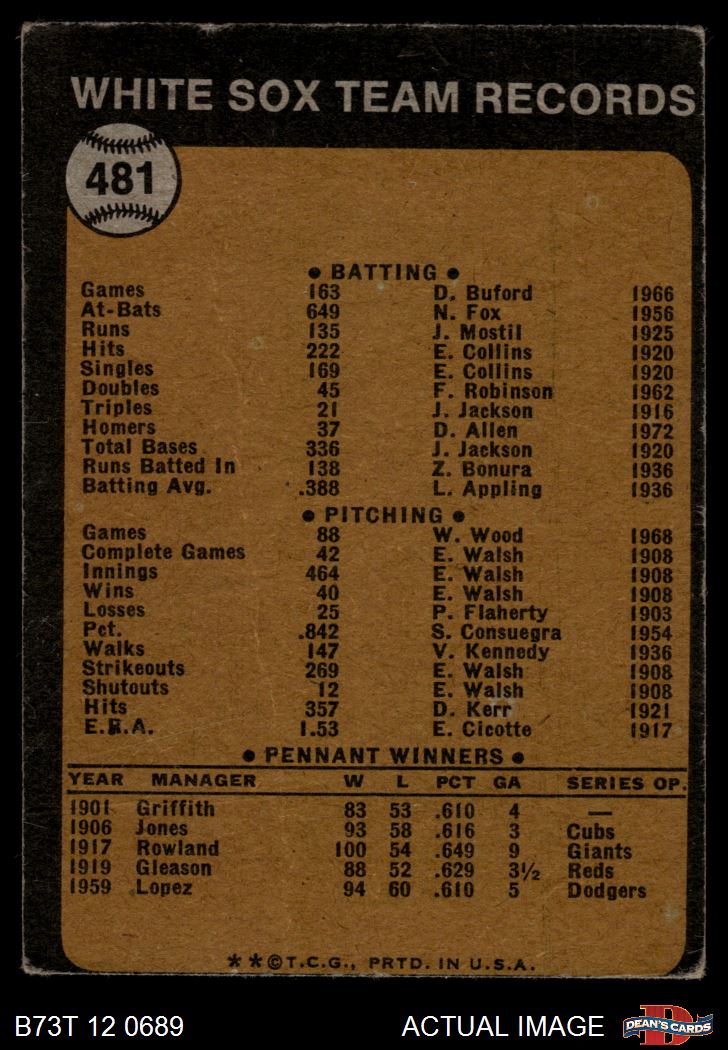 WHITE SOX TEAM RECORDS
481
● BATTING ●
Games 163 D. Buford 1966
At-Bats 649 N. Fox 1956
Runs 135 J. Mostil 1925
Hits 222 E. Collins 1920
Singles 169 E. Collins 1920
Doubles 45 F. Robinson 1962
Triples 21 J. Jackson 1916
Homers 37 D. Allen 1972
Total Bases 336 J. Jackson 1920
Runs Batted In 138 Z. Bonura 1936
Batting Avg. .388 L. Appling 1936
● PITCHING ●
Games 88 W. Wood 1968
Complete Games 42 E. Walsh 1908
Innings 464 E. Walsh 1908
Wins 40 E. Walsh 1908
Losses 25 P. Flaherty 1903
Pct. .842 S. Consuegra 1954
Walks 147 V. Kennedy 1936
Strikeouts 269 E. Walsh 1908
Shutouts 12 E. Walsh 1908
Hits 357 D. Kerr 1921
E.R.A. 1.53 E. Cicotte 1917
● PENNANT WINNERS ●
YEAR MANAGER W L PCT GA SERIES OP.
1901 Griffith 83 53 .610 4 —
1906 Jones 93 58 .616 3 Cubs
1917 Rowland 100 54 .649 9 Giants
1919 Gleason 88 52 .629 3½ Reds
1959 Lopez 94 60 .610 5 Dodgers
**©T.C.G., PRTD. IN U.S.A.
B73T 12 0689 ACTUAL IMAGE DEAN'S CARDS